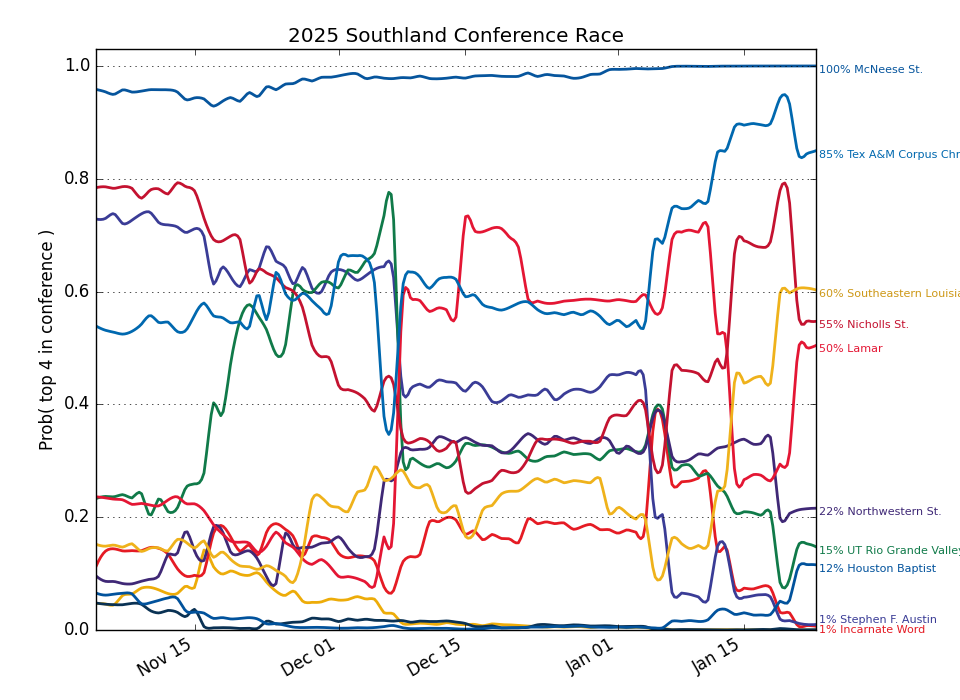 2025 Southland Conference Race
Prob( top 4 in conference )
1.0
0.8
0.6
0.4
0.2
0.0
Nov 15
Dec 01
Dec 15
Jan 01
Jan 15
100% McNeese St.
85% Tex A&M Corpus Chr
60% Southeastern Louisia
55% Nicholls St.
50% Lamar
22% Northwestern St.
15% UT Rio Grande Valley
12% Houston Baptist
1% Stephen F. Austin
1% Incarnate Word